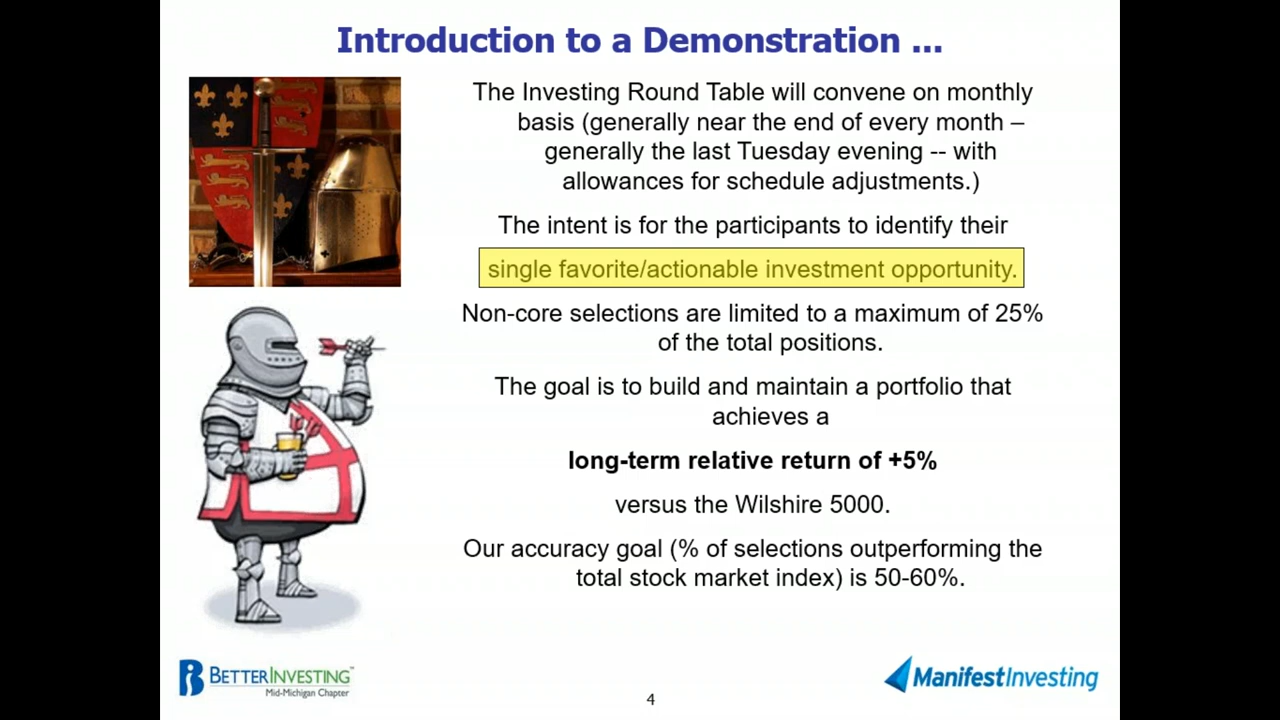 Introduction to a Demonstration ...
The Investing Round Table will convene on monthly
basis (generally near the end of every month –
generally the last Tuesday evening -- with
allowances for schedule adjustments.)
The intent is for the participants to identify their
single favorite/actionable investment opportunity.
Non-core selections are limited to a maximum of 25%
of the total positions.
The goal is to build and maintain a portfolio that
achieves a
long-term relative return of +5%
versus the Wilshire 5000.
Our accuracy goal (% of selections outperforming the
total stock market index) is 50-60%.
BETTERINVESTING™
Mid-Michigan Chapter
4
ManifestInvesting